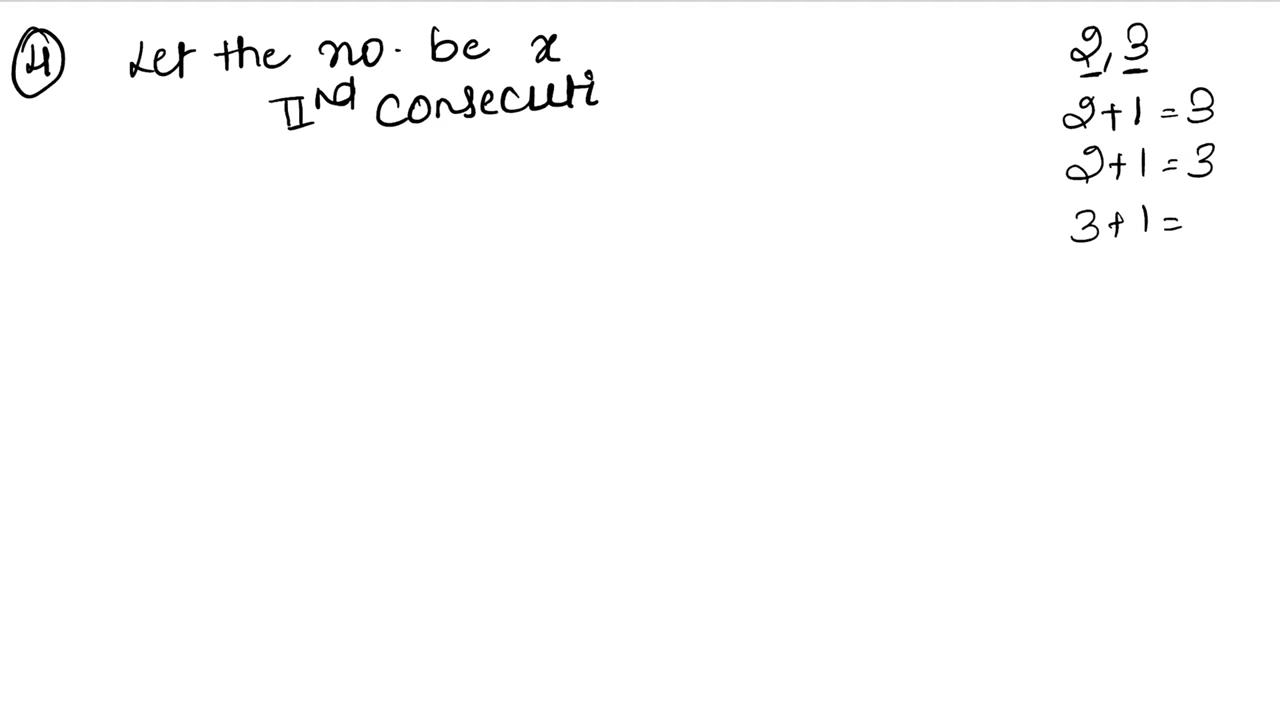 4 Let the no. be x
IInd consecuti
2, 3
2+1=3
2+1=3
3+1=